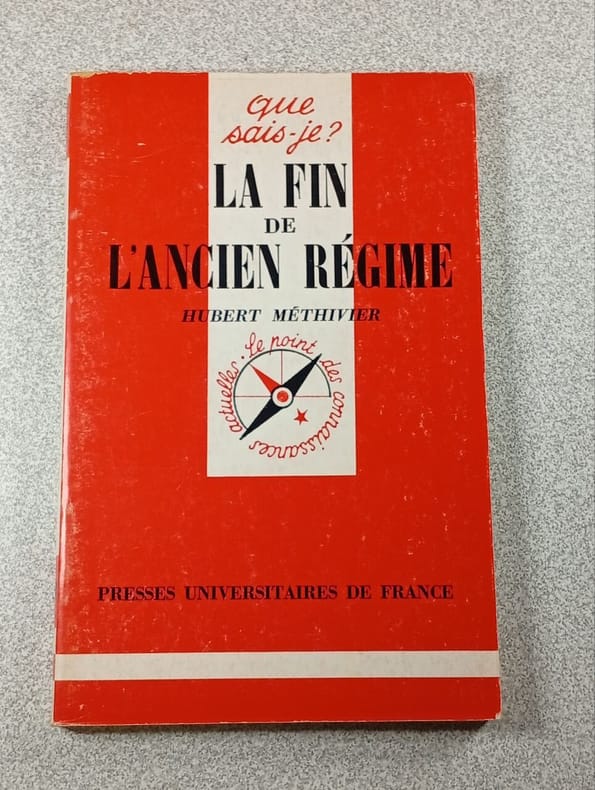 que
sais-je?
LA FIN
DE
L'ANCIEN RÉGIME
HUBERT MÉTHIVIER
Le point des connaissances actuelles.
PRESSES UNIVERSITAIRES DE FRANCE